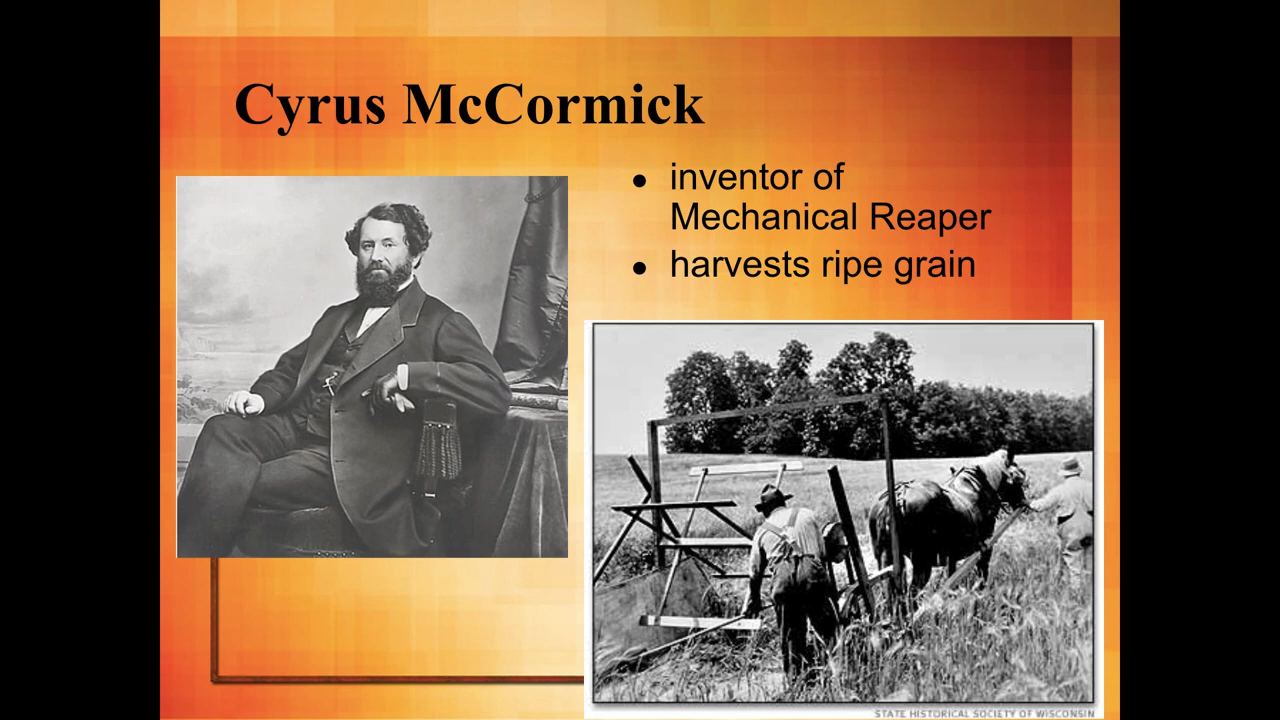 Cyrus McCormick
● inventor of
Mechanical Reaper
● harvests ripe grain
STATE HISTORICAL SOCIETY OF WISCONSIN